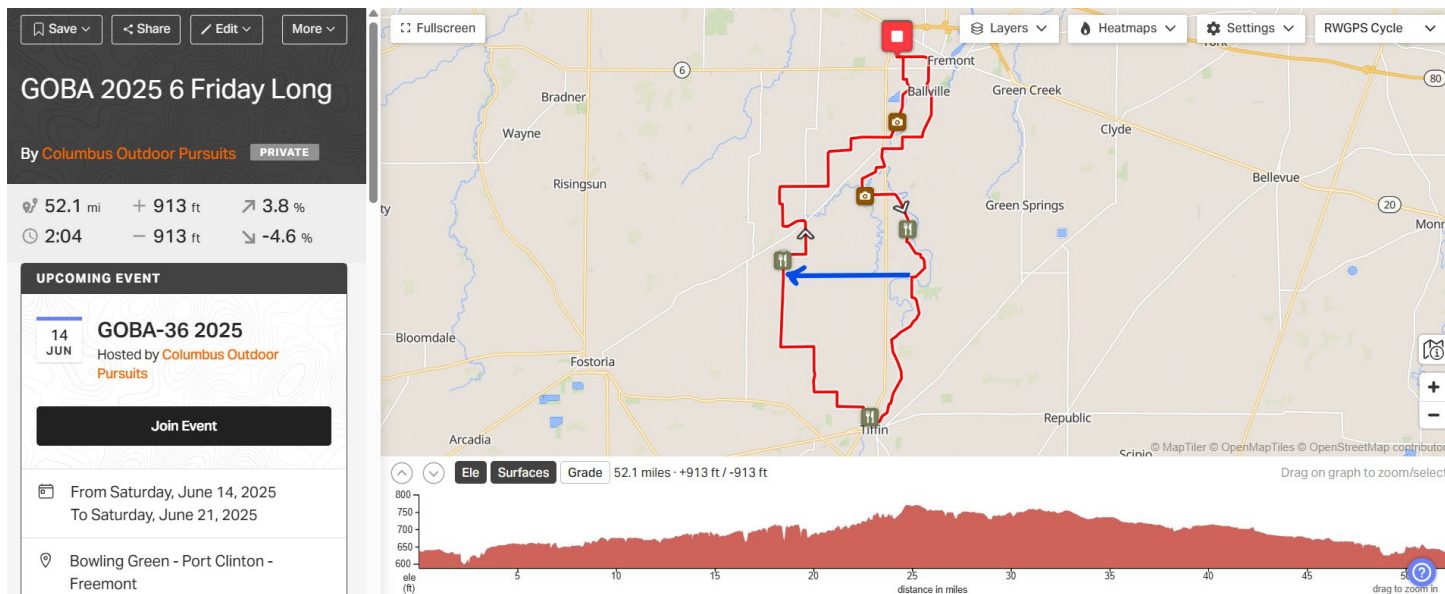 Save
Share
Edit
More
GOBA 2025 6 Friday Long
By Columbus Outdoor Pursuits PRIVATE
52.1 mi + 913 ft 3.8 %
2:04 − 913 ft -4.6 %
UPCOMING EVENT
14
JUN
GOBA-36 2025
Hosted by Columbus Outdoor
Pursuits
Join Event
From Saturday, June 14, 2025
To Saturday, June 21, 2025
Bowling Green - Port Clinton -
Freemont
Fullscreen
Layers
Heatmaps
Settings
RWGPS Cycle
Fremont
6
80
Bradner
Ballville
Green Creek
Wayne
Clyde
Risingsun
Bellevue
ty
Green Springs
20
Monr
Bloomdale
Fostoria
Republic
Arcadia
Tiffin
Scipio
© MapTiler © OpenMapTiles © OpenStreetMap contributor
Ele
Surfaces
Grade
52.1 miles · +913 ft / -913 ft
Drag on graph to zoom/select
800
750
700
650
600
ele
(ft)
5 10 15 20 25 30 35 40 45
distance in miles
drag to zoom in